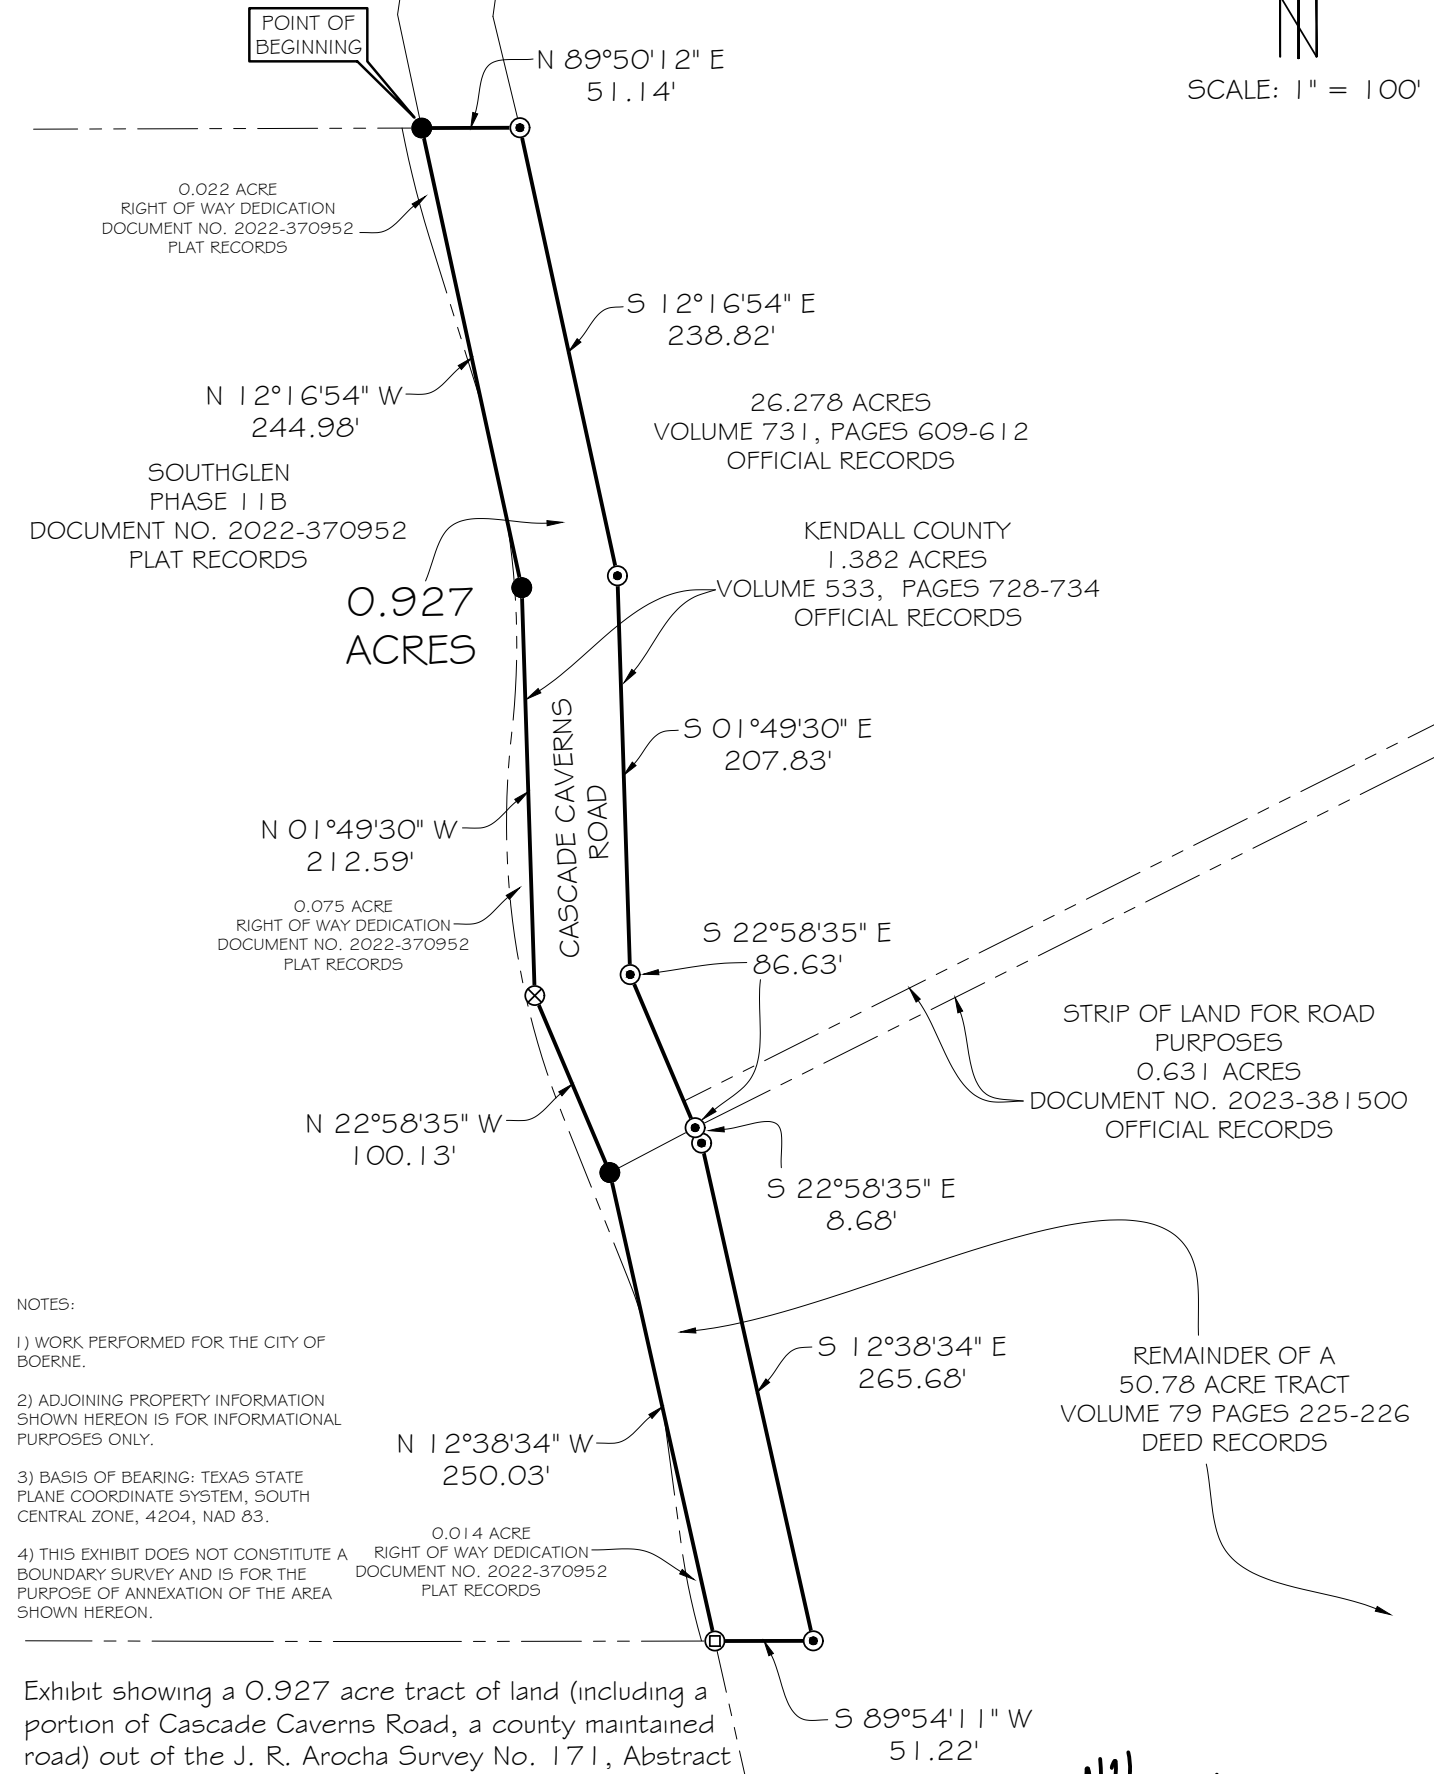 POINT OF
BEGINNING
N 89°50'12" E
51.14'
N
SCALE: 1" = 100'
0.022 ACRE
RIGHT OF WAY DEDICATION
DOCUMENT NO. 2022-370952
PLAT RECORDS
S 12°16'54" E
238.82'
N 12°16'54" W
244.98'
26.278 ACRES
VOLUME 731, PAGES 609-612
OFFICIAL RECORDS
SOUTHGLEN
PHASE 11B
DOCUMENT NO. 2022-370952
PLAT RECORDS
KENDALL COUNTY
1.382 ACRES
VOLUME 533, PAGES 728-734
OFFICIAL RECORDS
0.927
ACRES
CASCADE CAVERNS
ROAD
S 01°49'30" E
207.83'
N 01°49'30" W
212.59'
0.075 ACRE
RIGHT OF WAY DEDICATION
DOCUMENT NO. 2022-370952
PLAT RECORDS
S 22°58'35" E
86.63'
STRIP OF LAND FOR ROAD
PURPOSES
0.631 ACRES
DOCUMENT NO. 2023-381500
OFFICIAL RECORDS
N 22°58'35" W
100.13'
S 22°58'35" E
8.68'
NOTES:
1) WORK PERFORMED FOR THE CITY OF
BOERNE.
2) ADJOINING PROPERTY INFORMATION
SHOWN HEREON IS FOR INFORMATIONAL
PURPOSES ONLY.
3) BASIS OF BEARING: TEXAS STATE
PLANE COORDINATE SYSTEM, SOUTH
CENTRAL ZONE, 4204, NAD 83.
4) THIS EXHIBIT DOES NOT CONSTITUTE A
BOUNDARY SURVEY AND IS FOR THE
PURPOSE OF ANNEXATION OF THE AREA
SHOWN HEREON.
S 12°38'34" E
265.68'
REMAINDER OF A
50.78 ACRE TRACT
VOLUME 79 PAGES 225-226
DEED RECORDS
N 12°38'34" W
250.03'
0.014 ACRE
RIGHT OF WAY DEDICATION
DOCUMENT NO. 2022-370952
PLAT RECORDS
S 89°54'11" W
51.22'
Exhibit showing a 0.927 acre tract of land (including a
portion of Cascade Caverns Road, a county maintained
road) out of the J. R. Arocha Survey No. 171, Abstract